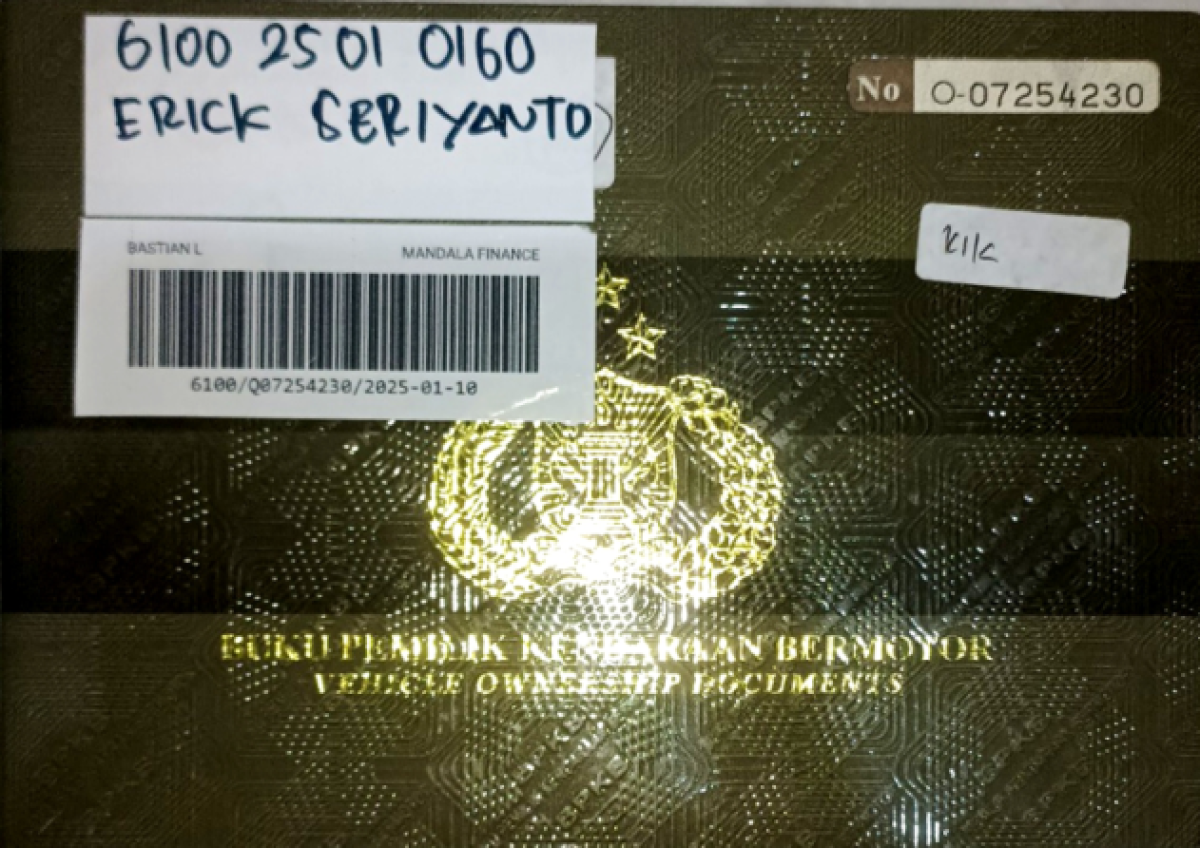 6100 2501 0160
ERICK SERIYANTO
No O-07254230
BASTIAN L MANDALA FINANCE
6100/Q07254230/2025-01-10
BUKU PEMILIK KENDARAAN BERMOTOR
VEHICLE OWNERSHIP DOCUMENTS